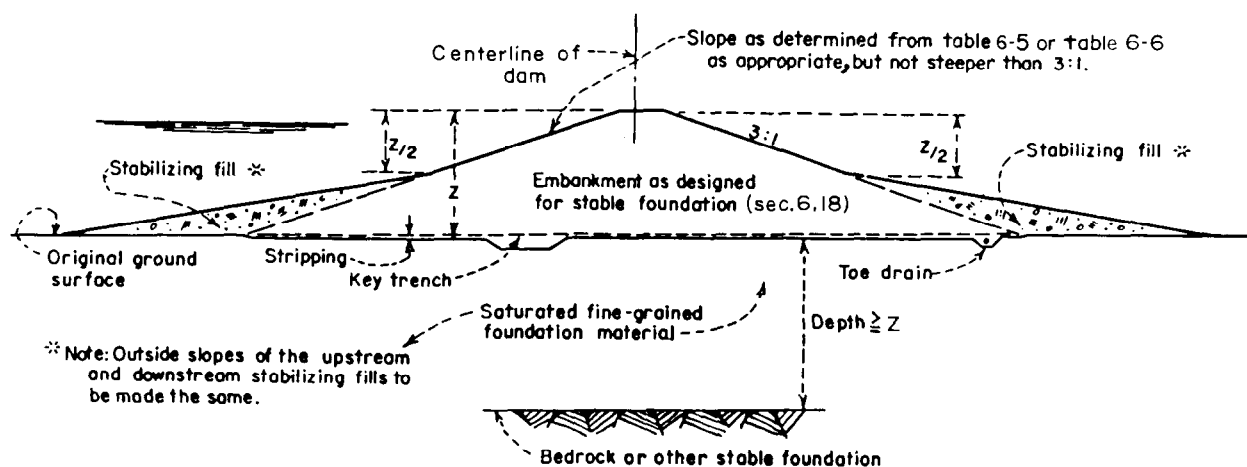 Centerline of
dam
Slope as determined from table 6-5 or table 6-6
as appropriate, but not steeper than 3:1.
Z/2
Z
3:1
Z/2
Stabilizing fill ※
Stabilizing fill ※
Embankment as designed
for stable foundation (sec. 6.18)
Original ground
surface
Stripping
Key trench
Toe drain
Saturated fine-grained
foundation material
Depth ≧ Z
※ Note: Outside slopes of the upstream
and downstream stabilizing fills to
be made the same.
Bedrock or other stable foundation